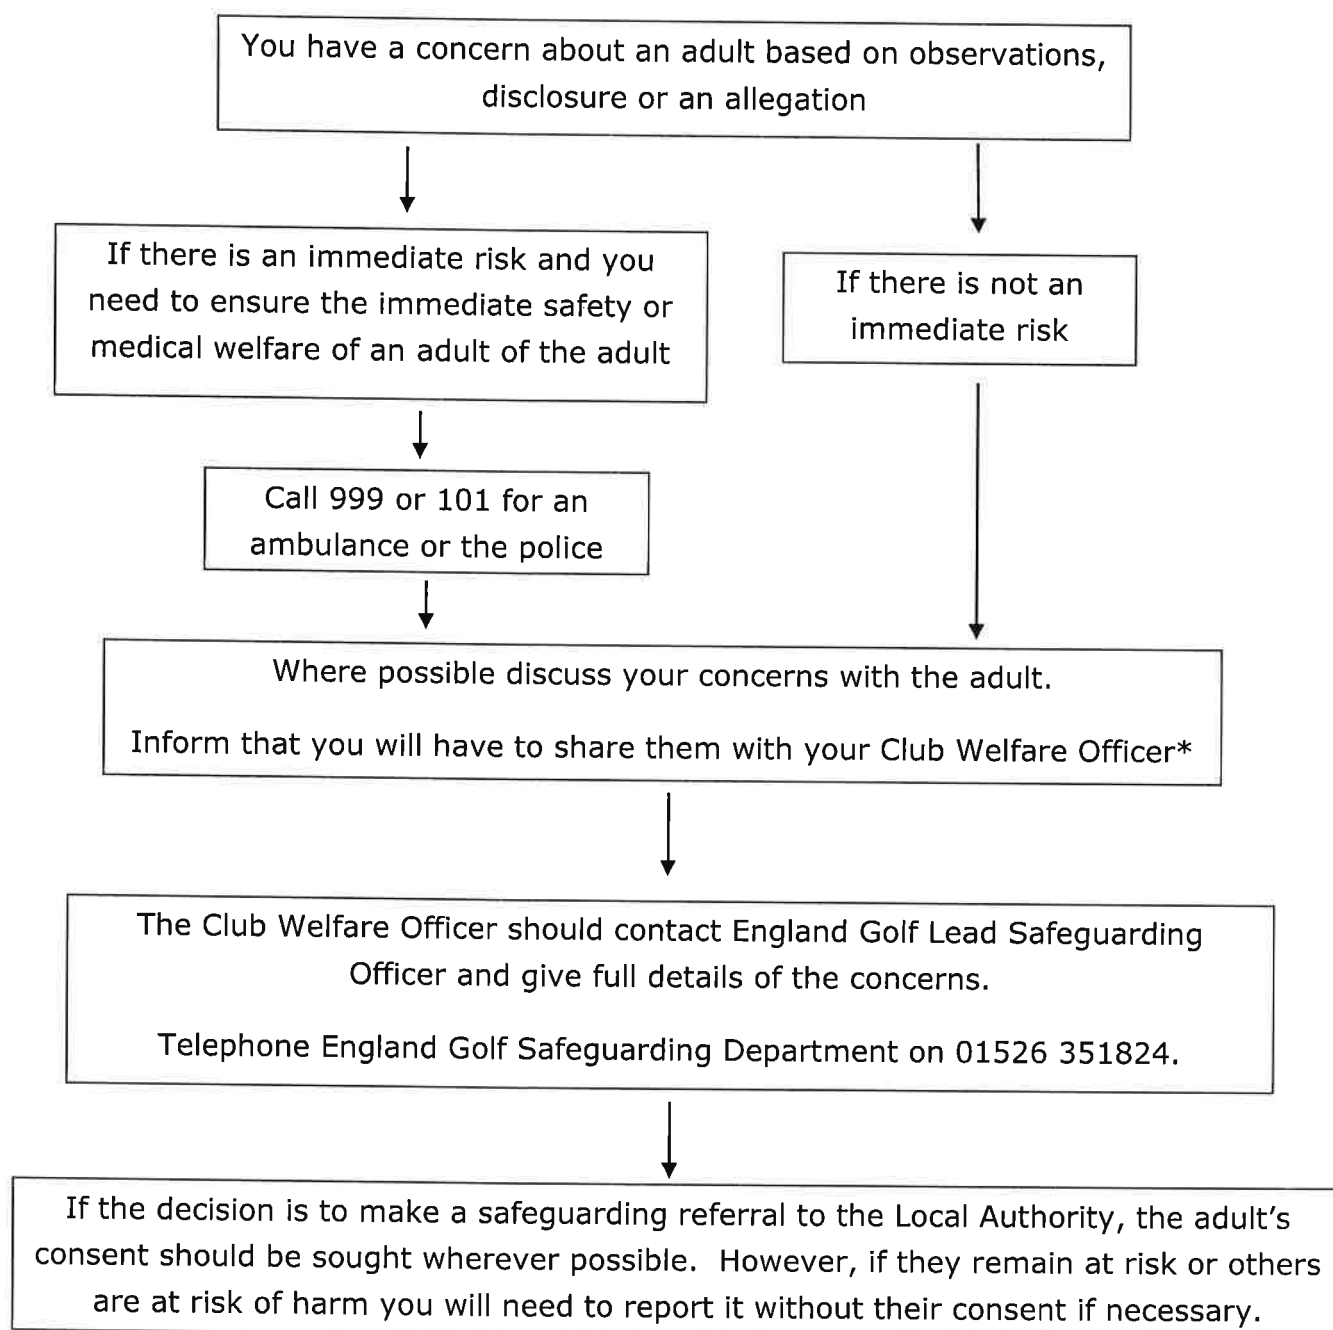 You have a concern about an adult based on observations,
disclosure or an allegation
If there is an immediate risk and you
need to ensure the immediate safety or
medical welfare of an adult of the adult
If there is not an
immediate risk
Call 999 or 101 for an
ambulance or the police
Where possible discuss your concerns with the adult.
Inform that you will have to share them with your Club Welfare Officer*
The Club Welfare Officer should contact England Golf Lead Safeguarding
Officer and give full details of the concerns.
Telephone England Golf Safeguarding Department on 01526 351824.
If the decision is to make a safeguarding referral to the Local Authority, the adult's
consent should be sought wherever possible.  However, if they remain at risk or others
are at risk of harm you will need to report it without their consent if necessary.